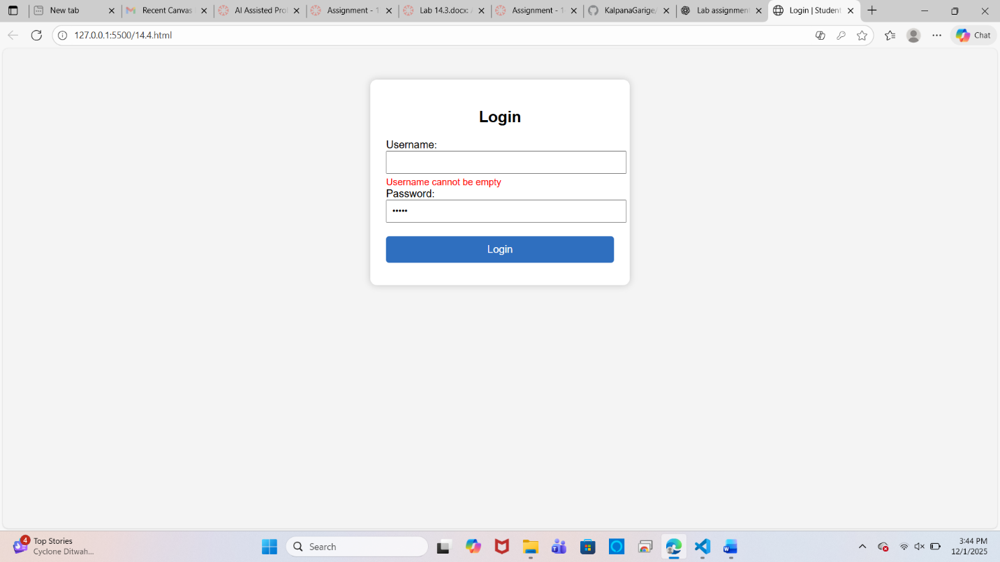 New tab
Recent Canvas
AI Assisted Pro
Assignment - 1
Lab 14.3.docx: A
Assignment - 1
KalpanaGarige/
Lab assignment
Login | Student
127.0.0.1:5500/14.4.html
Chat
Login
Username:
Username cannot be empty
Password:
•••••
Login
4
Top Stories
Cyclone Ditwah...
Search
3:44 PM
12/1/2025